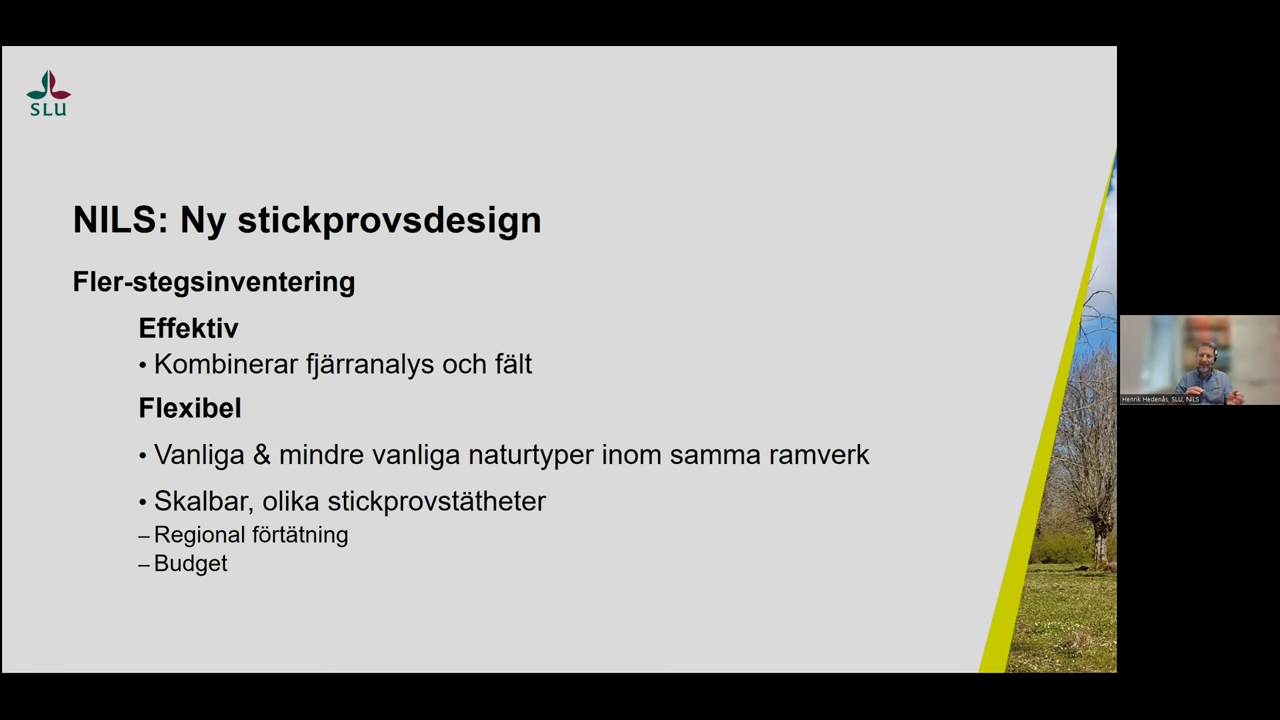 SLU
NILS: Ny stickprovsdesign
Fler-stegsinventering
Effektiv
• Kombinerar fjärranalys och fält
Flexibel
• Vanliga & mindre vanliga naturtyper inom samma ramverk
• Skalbar, olika stickprovstätheter
– Regional förtätning
– Budget
Henrik Hedenås, SLU, NILS